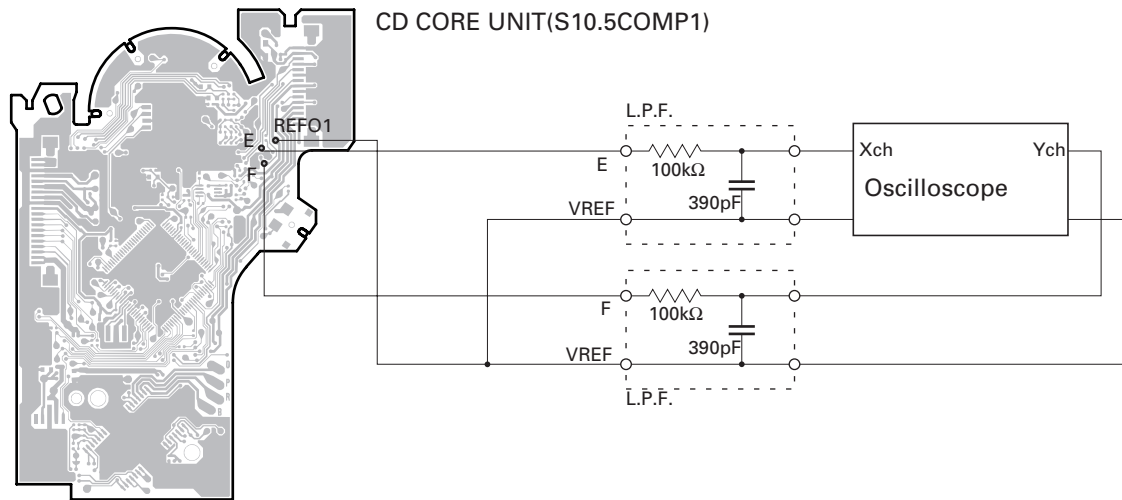 CD CORE UNIT(S10.5COMP1)
L.P.F.
REFO1
E
F
E
100kΩ
390pF
VREF
Xch
Ych
Oscilloscope
F
100kΩ
390pF
VREF
L.P.F.
D
P
R
B